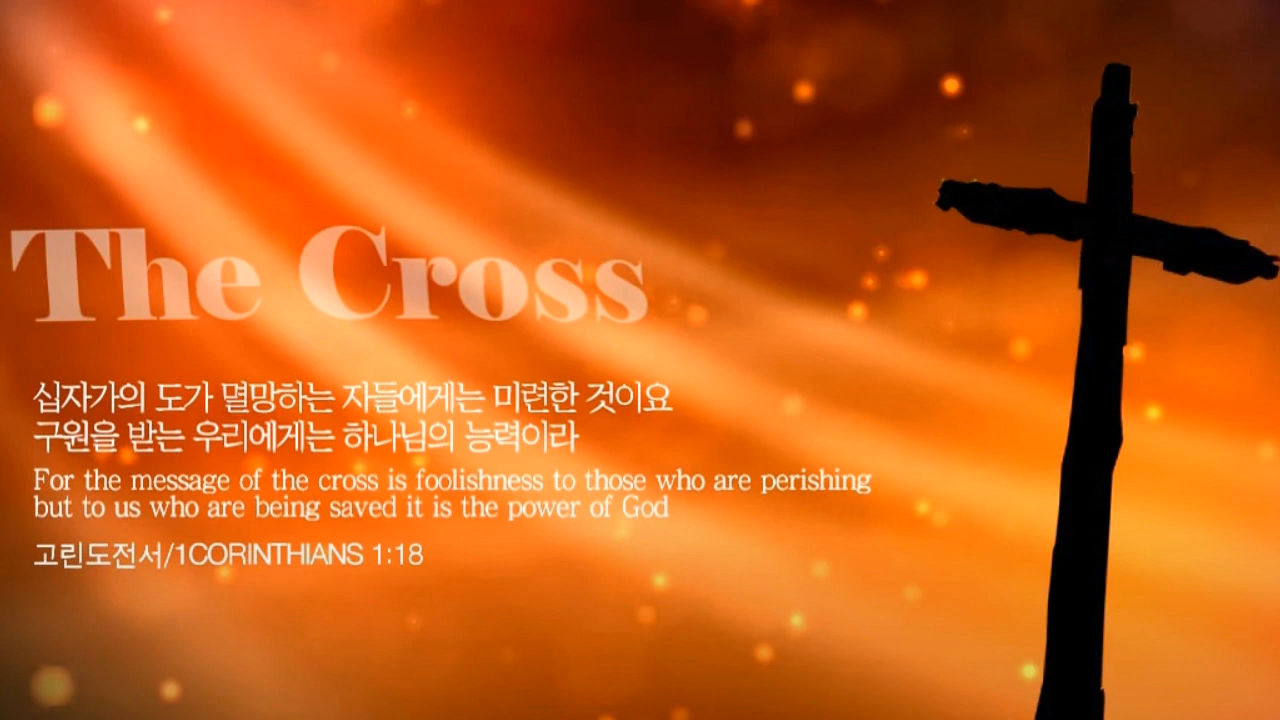 The Cross
십자가의 도가 멸망하는 자들에게는 미련한 것이요
구원을 받는 우리에게는 하나님의 능력이라
For the message of the cross is foolishness to those who are perishing
but to us who are being saved it is the power of God
고린도전서/1CORINTHIANS 1:18